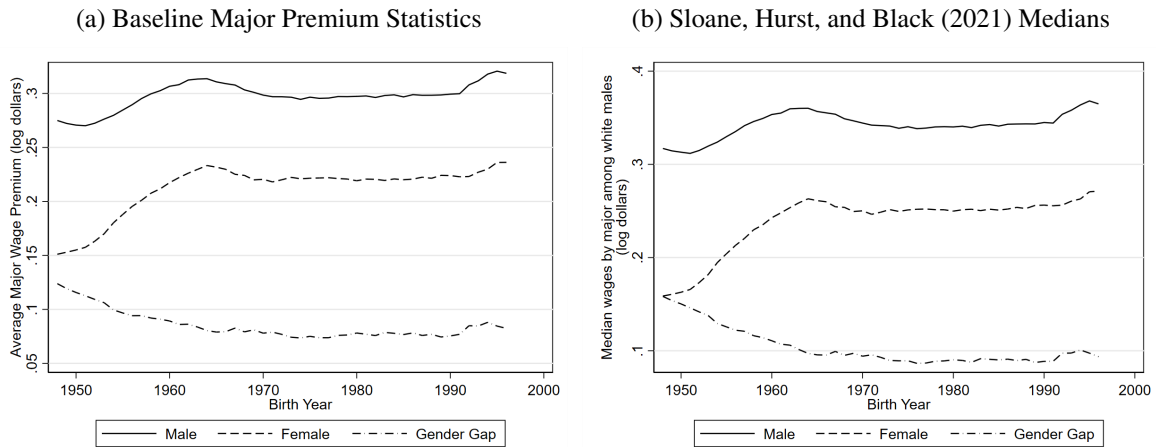 (a) Baseline Major Premium Statistics
Average Major Wage Premium (log dollars)
.3
.25
.2
.15
.1
.05
1950 1960 1970 1980 1990 2000
Birth Year
Male Female Gender Gap
(b) Sloane, Hurst, and Black (2021) Medians
Median wages by major among white males
(log dollars)
.4
.3
.2
.1
1950 1960 1970 1980 1990 2000
Birth Year
Male Female Gender Gap